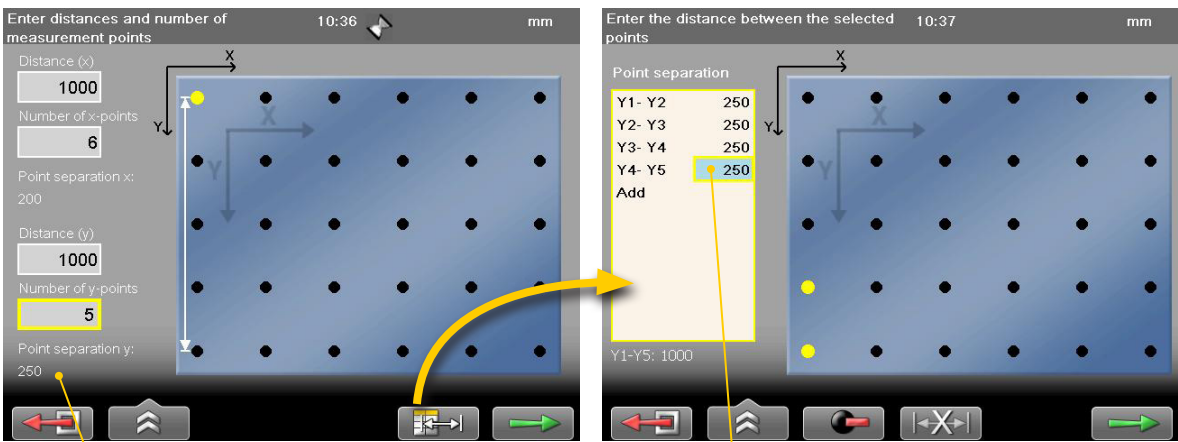 Enter distances and number of
measurement points
10:36
mm
Distance (x)
1000
Number of x-points
6
Point separation x:
200
Distance (y)
1000
Number of y-points
5
Point separation y:
250
X
Y
X
Y
Enter the distance between the selected
points
10:37
mm
Point separation
Y1- Y2 250
Y2- Y3 250
Y3- Y4 250
Y4- Y5 250
Add
Y1-Y5: 1000
X
Y
X
Y